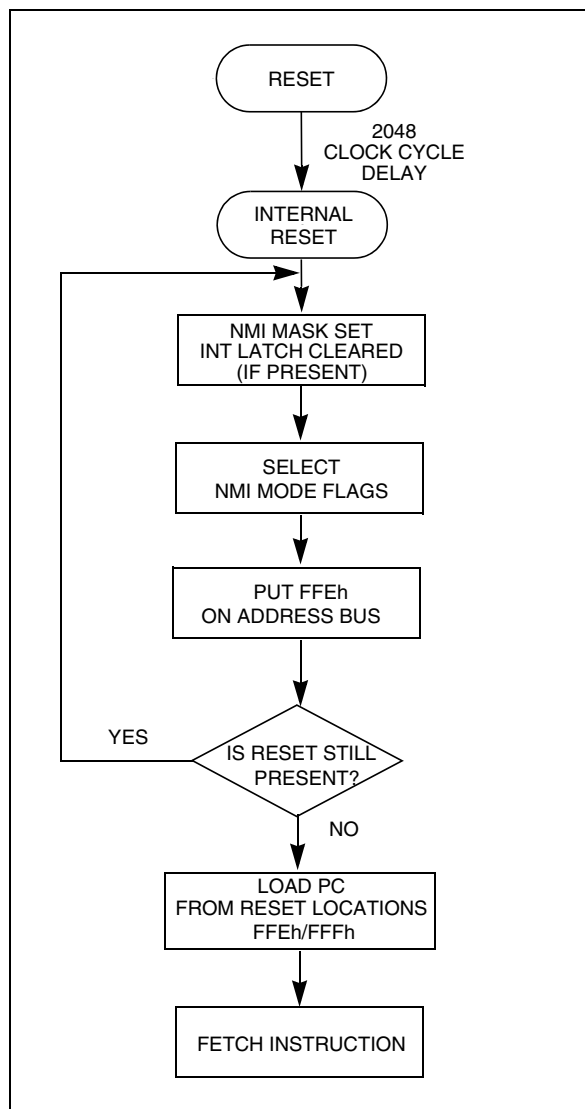 RESET
2048
CLOCK CYCLE
DELAY
INTERNAL
RESET
NMI MASK SET
INT LATCH CLEARED
(IF PRESENT)
SELECT
NMI MODE FLAGS
PUT FFEh
ON ADDRESS BUS
YES
IS RESET STILL
PRESENT?
NO
LOAD PC
FROM RESET LOCATIONS
FFEh/FFFh
FETCH INSTRUCTION